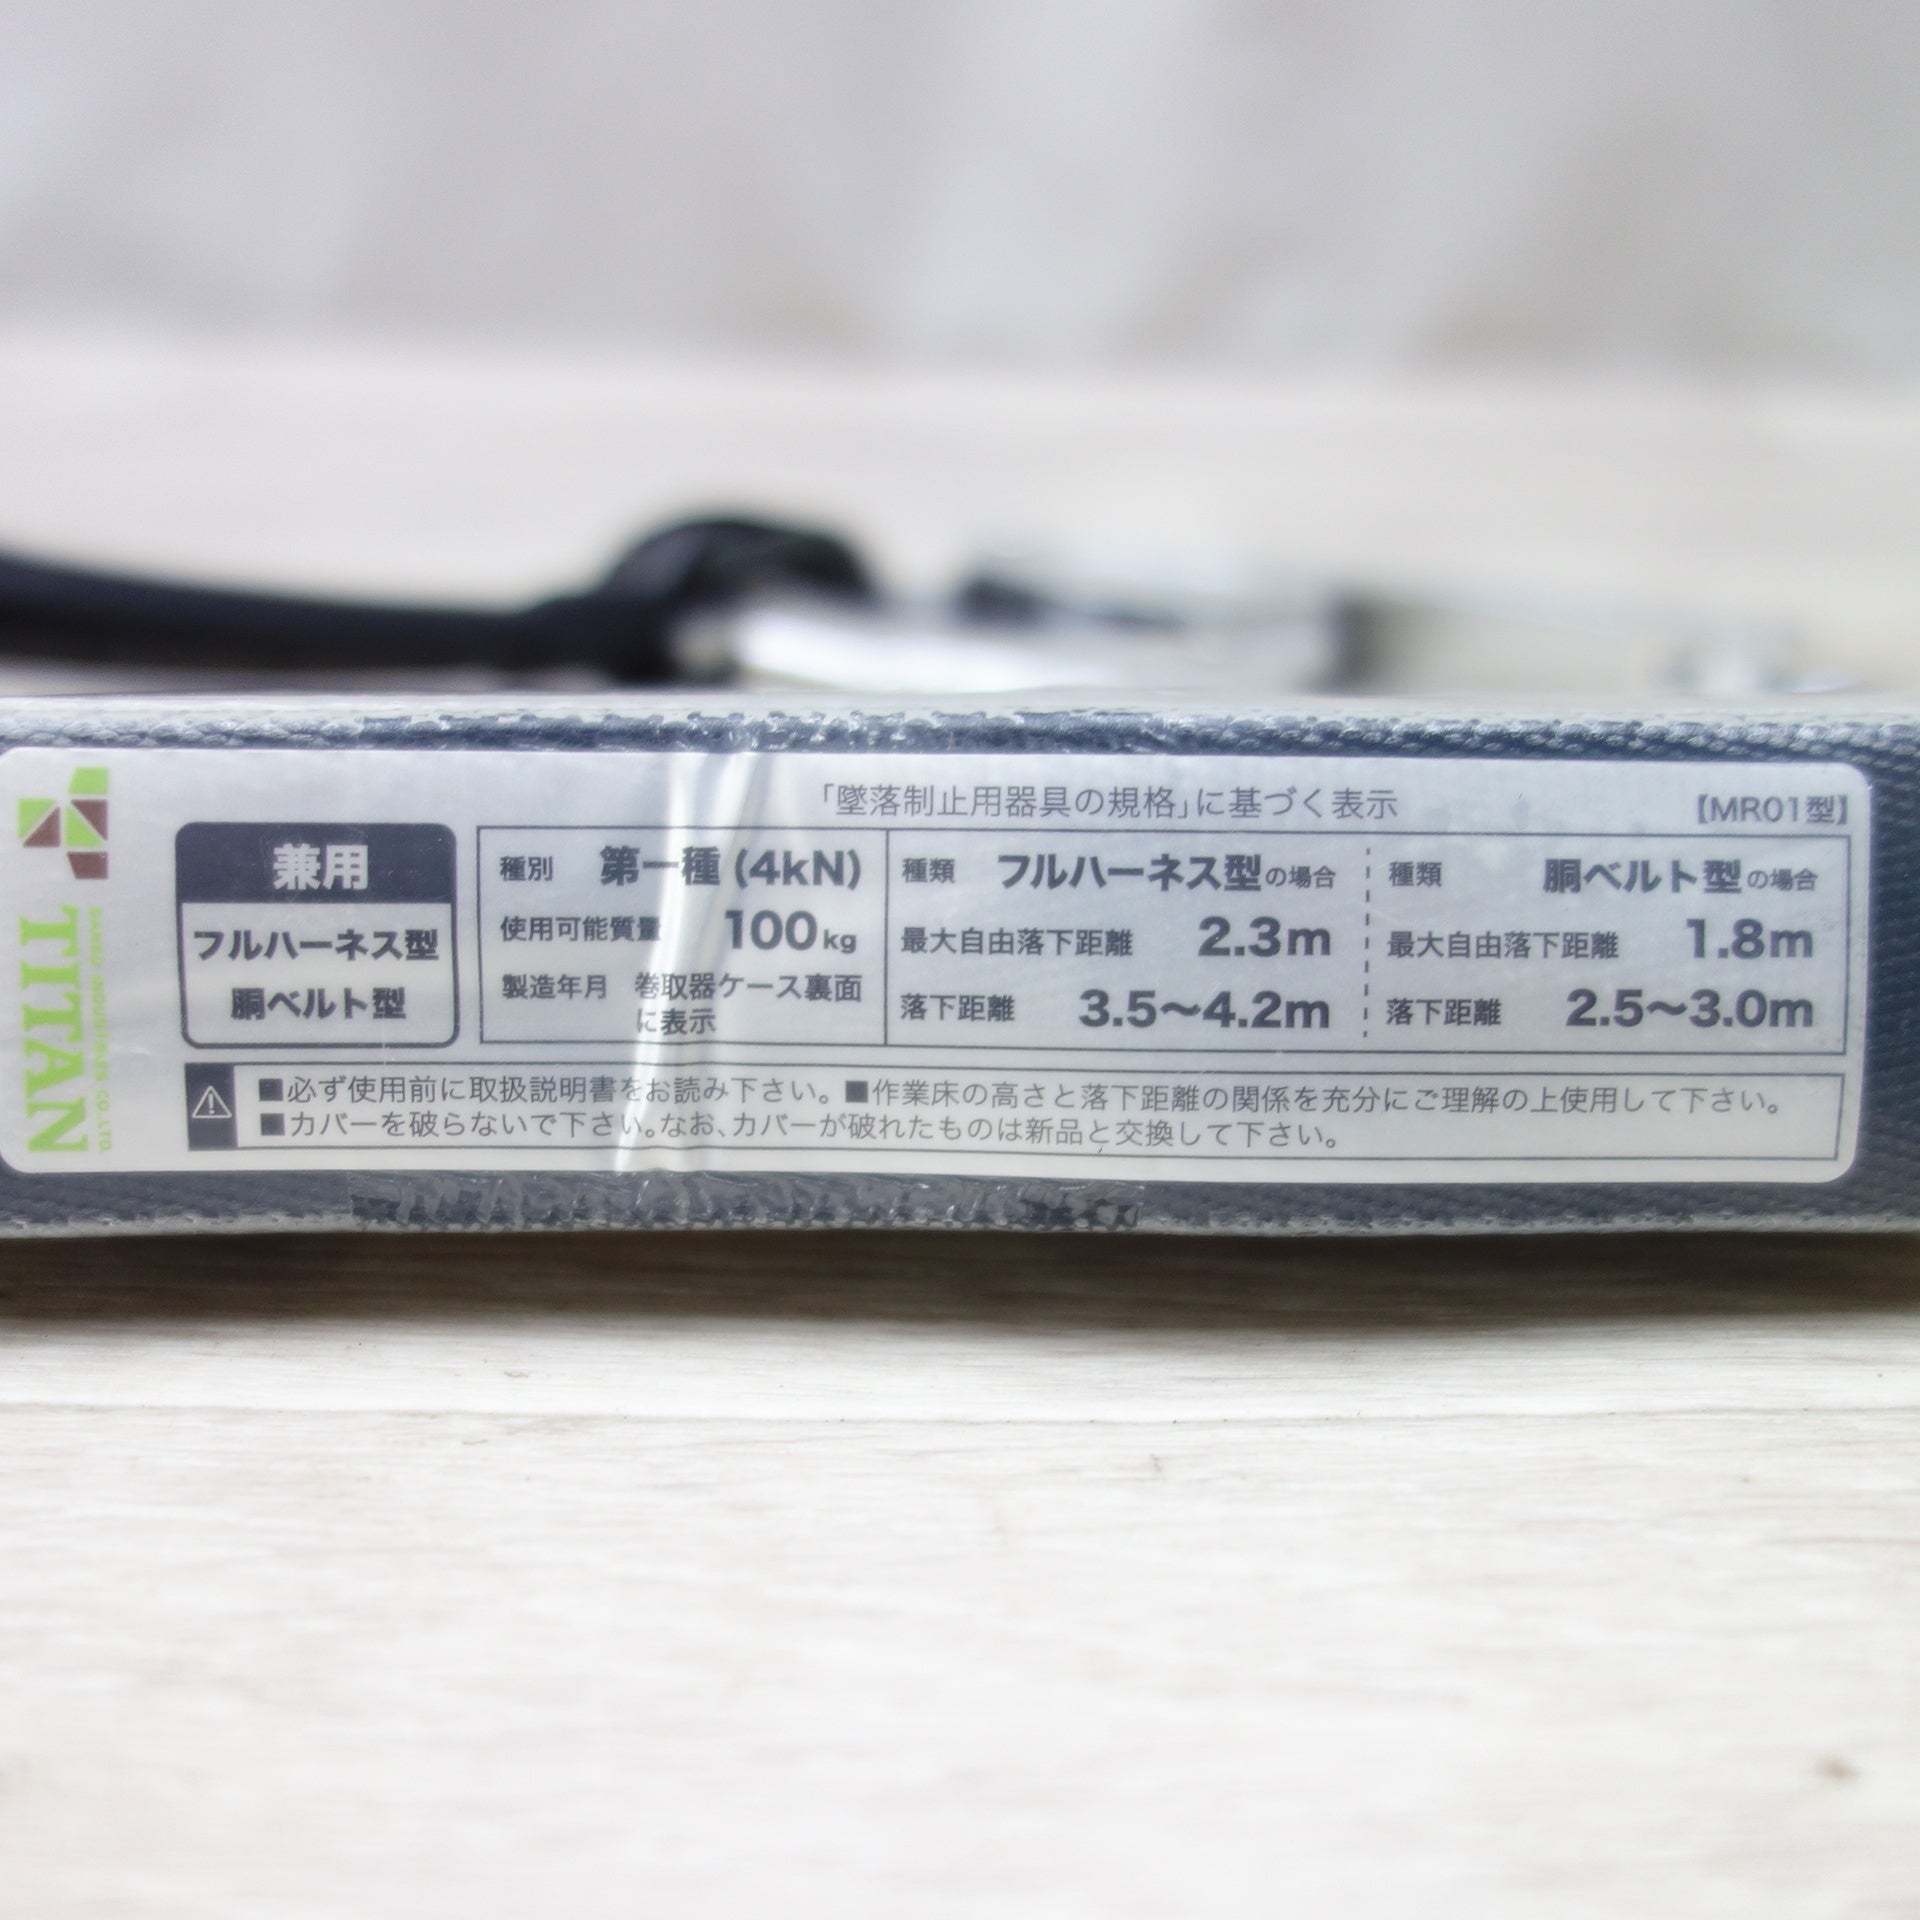 TITAN
SANKO INDUSTRIES CO.,LTD.
兼用
フルハーネス型
胴ベルト型
「墜落制止用器具の規格」に基づく表示
【MR01型】
種別 第一種 (4kN)
使用可能質量 100kg
製造年月 巻取器ケース裏面
に表示
種類 フルハーネス型の場合
最大自由落下距離 2.3m
落下距離 3.5〜4.2m
種類 胴ベルト型の場合
最大自由落下距離 1.8m
落下距離 2.5〜3.0m
■必ず使用前に取扱説明書をお読み下さい。■作業床の高さと落下距離の関係を充分にご理解の上使用して下さい。
■カバーを破らないで下さい。なお、カバーが破れたものは新品と交換して下さい。